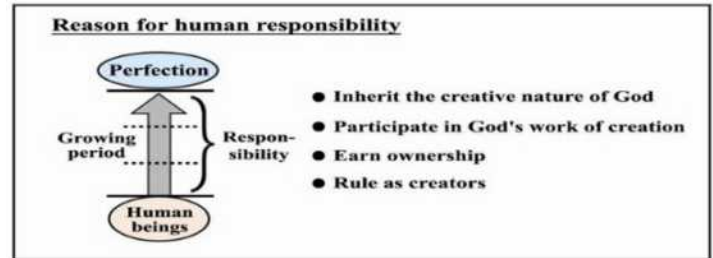 Reason for human responsibility
Perfection
Growing
period
Respon-
sibility
Human
beings
● Inherit the creative nature of God
● Participate in God's work of creation
● Earn ownership
● Rule as creators